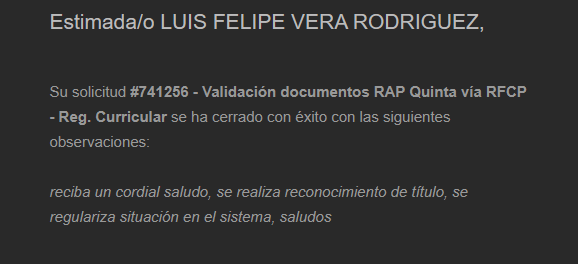 Estimada/o LUIS FELIPE VERA RODRIGUEZ,
Su solicitud #741256 - Validación documentos RAP Quinta vía RFCP
- Reg. Curricular se ha cerrado con éxito con las siguientes
observaciones:
reciba un cordial saludo, se realiza reconocimiento de título, se
regulariza situación en el sistema, saludos